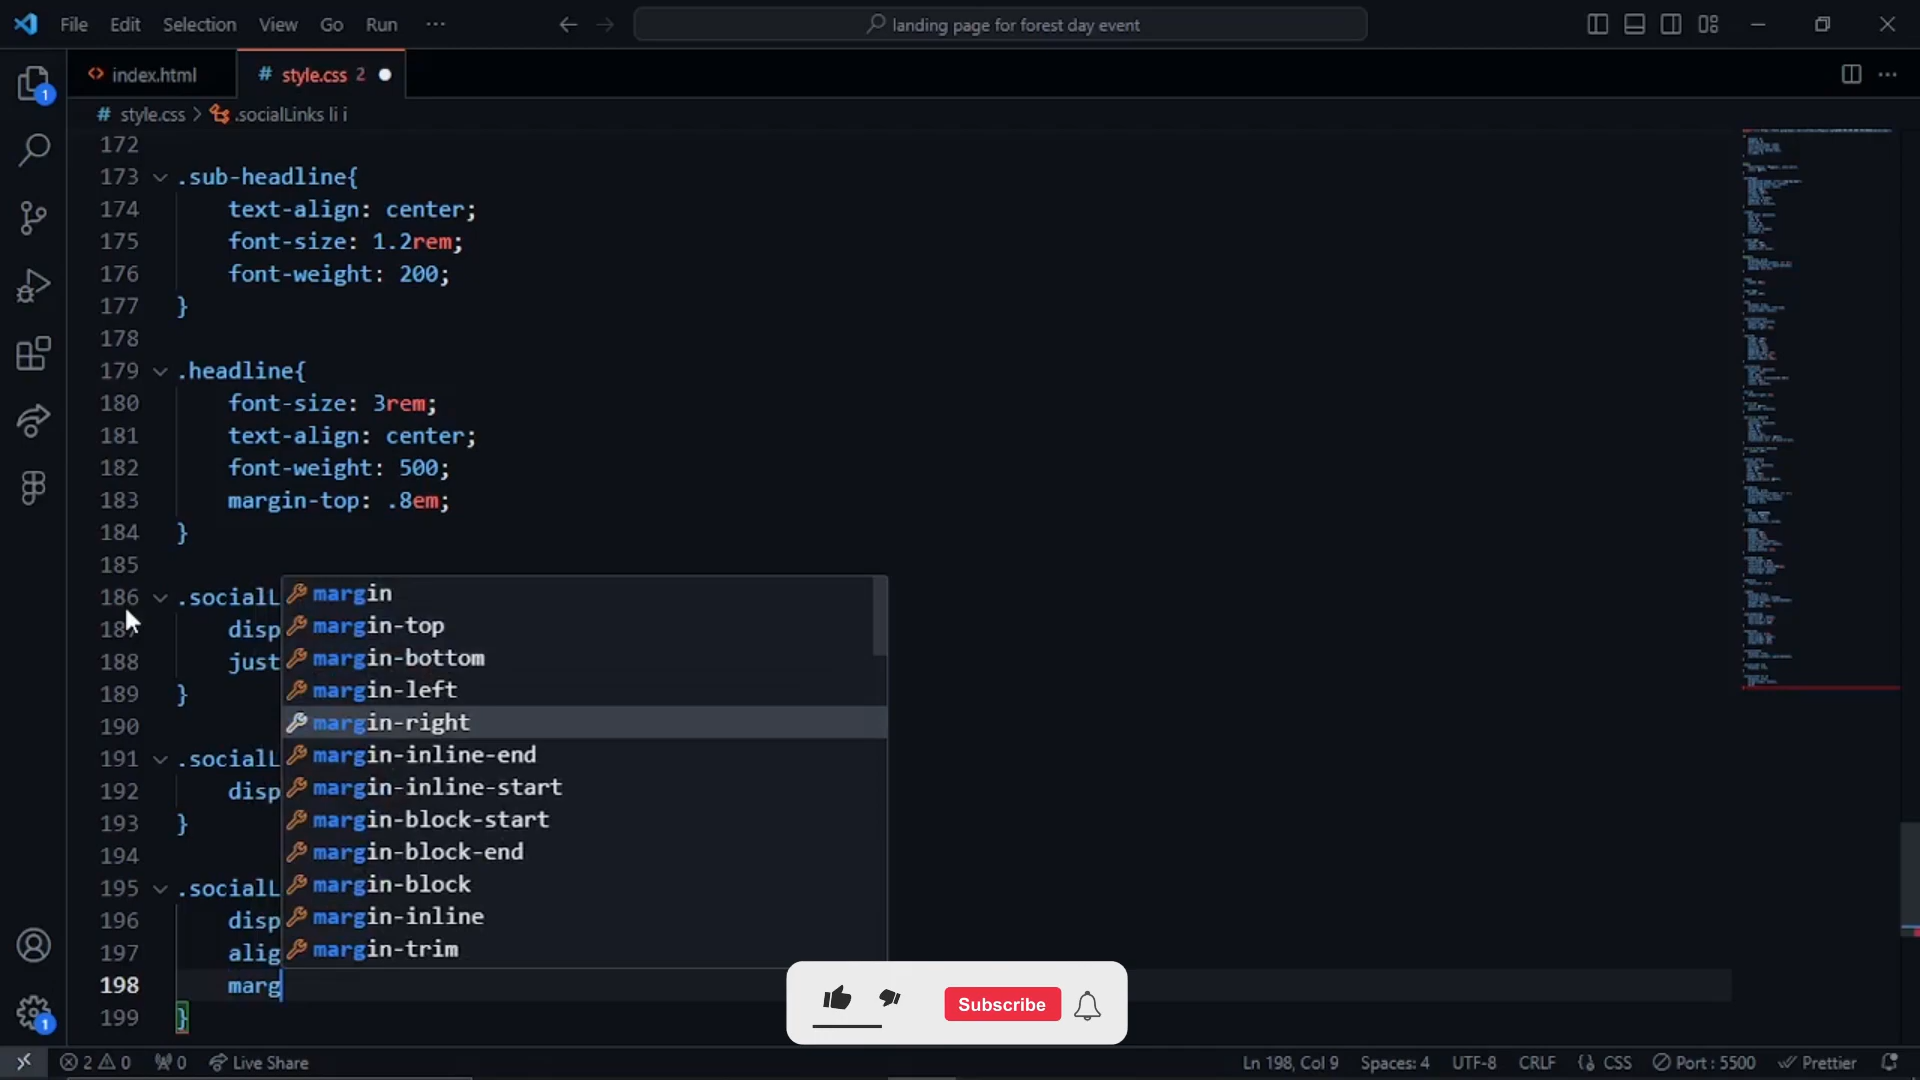 File Edit Selection View Go Run ··· landing page for forest day event
index.html # style.css 2
# style.css > .socialLinks li i
172
173 .sub-headline{
174 text-align: center;
175 font-size: 1.2rem;
176 font-weight: 200;
177 }
178
179 .headline{
180 font-size: 3rem;
181 text-align: center;
182 font-weight: 500;
183 margin-top: .8em;
184 }
185
186 .socialL margin
187 disp margin-top
188 just margin-bottom
189 } margin-left
190 margin-right
191 .socialL margin-inline-end
192 disp margin-inline-start
193 } margin-block-start
194 margin-block-end
195 .socialL margin-block
196 disp margin-inline
197 alig margin-trim
198 marg
199 }
Subscribe
2 0 0 Live Share Ln 198, Col 9 Spaces: 4 UTF-8 CRLF {} CSS Port : 5500 Prettier
1
1